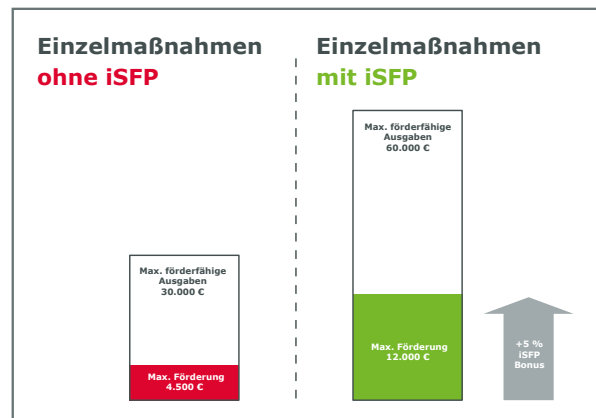 Einzelmaßnahmen
ohne iSFP
Einzelmaßnahmen
mit iSFP
Max. förderfähige
Ausgaben
60.000 €
Max. förderfähige
Ausgaben
30.000 €
Max. Förderung
4.500 €
Max. Förderung
12.000 €
+5 %
iSFP
Bonus